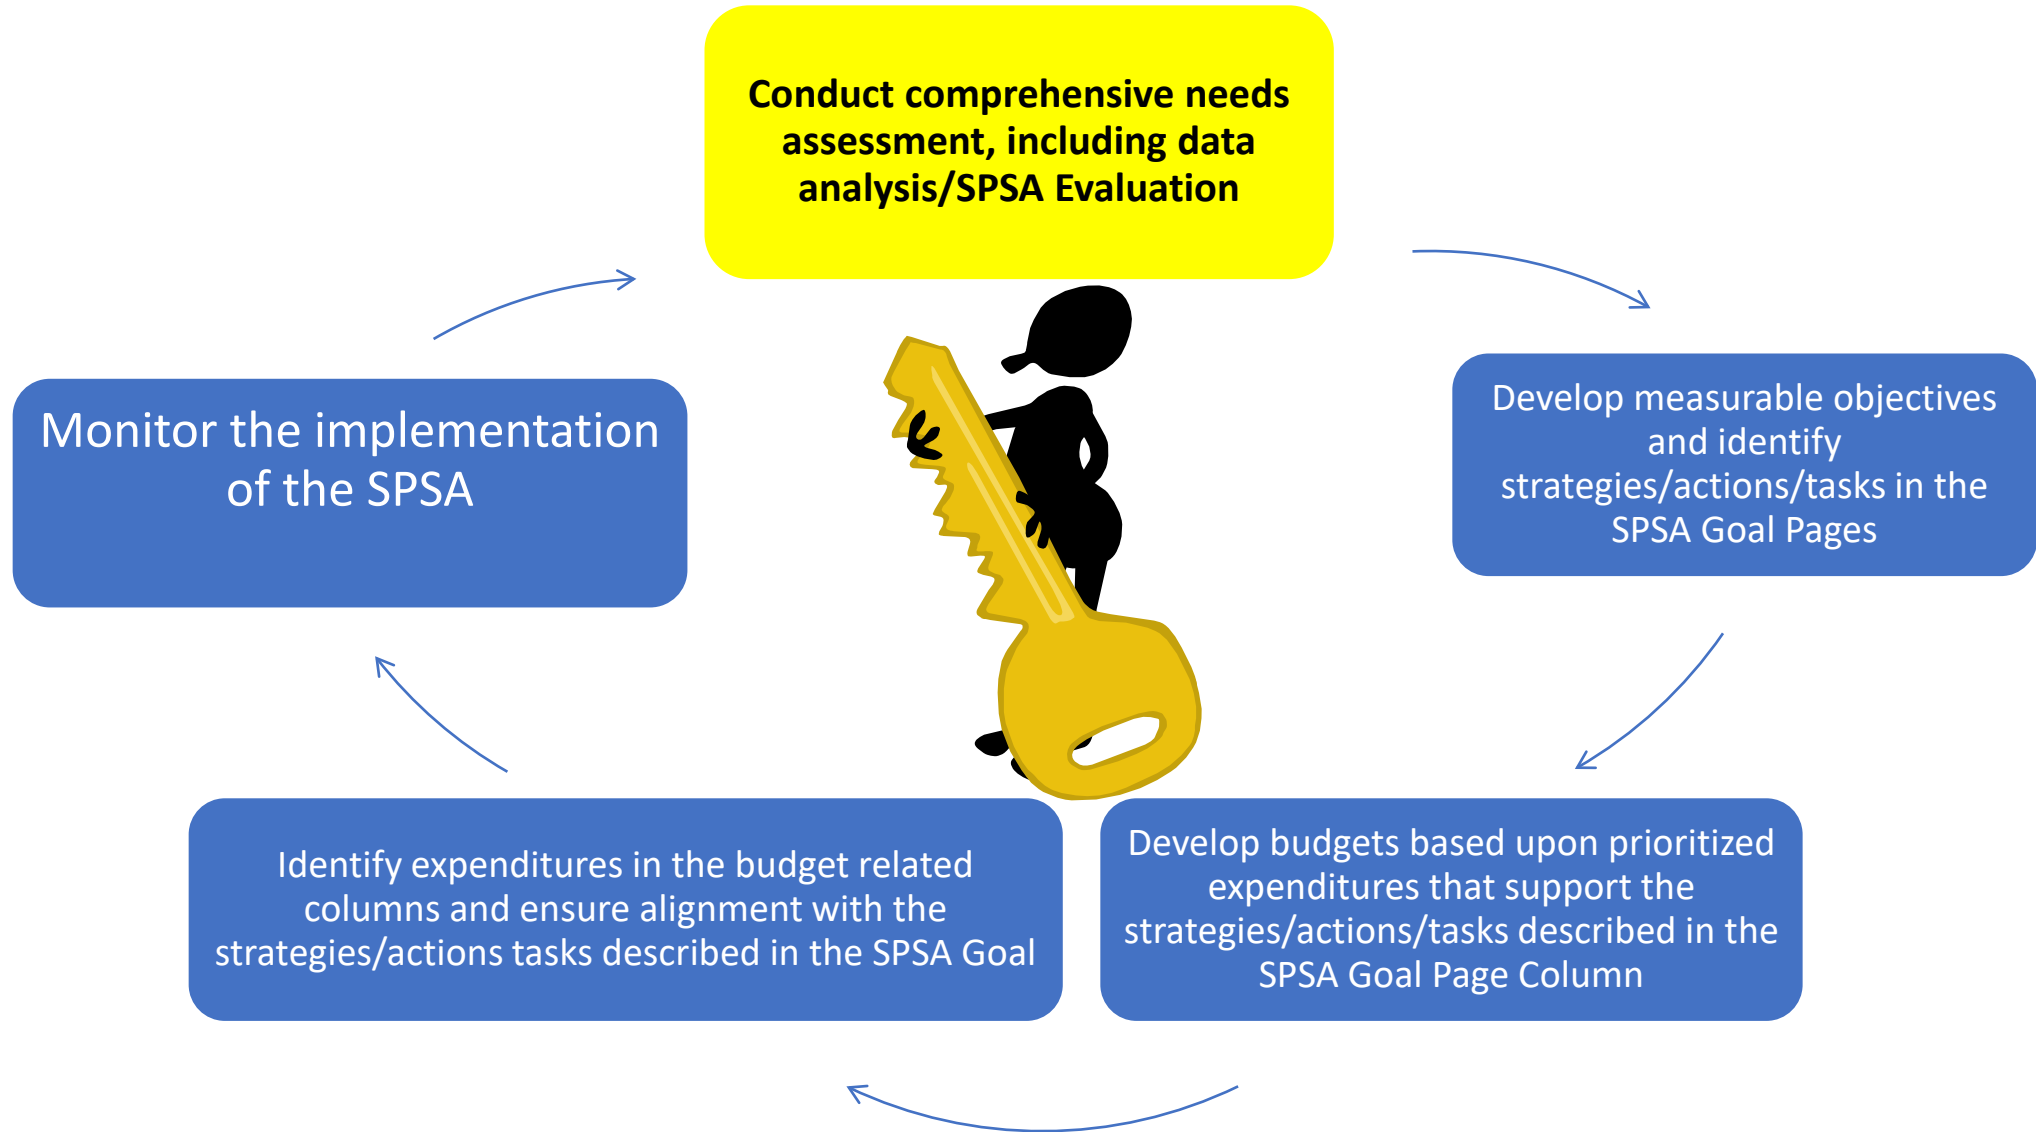 Conduct comprehensive needs
assessment, including data
analysis/SPSA Evaluation
Develop measurable objectives
and identify
strategies/actions/tasks in the
SPSA Goal Pages
Develop budgets based upon prioritized
expenditures that support the
strategies/actions/tasks described in the
SPSA Goal Page Column
Identify expenditures in the budget related
columns and ensure alignment with the
strategies/actions tasks described in the SPSA Goal
Monitor the implementation
of the SPSA